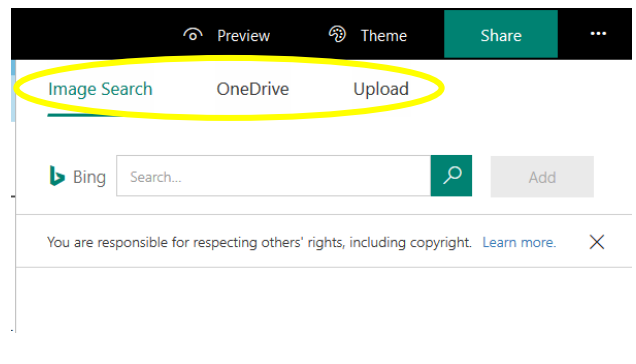 Preview Theme Share ...
Image Search OneDrive Upload
Bing Search... Add
You are responsible for respecting others' rights, including copyright. Learn more.